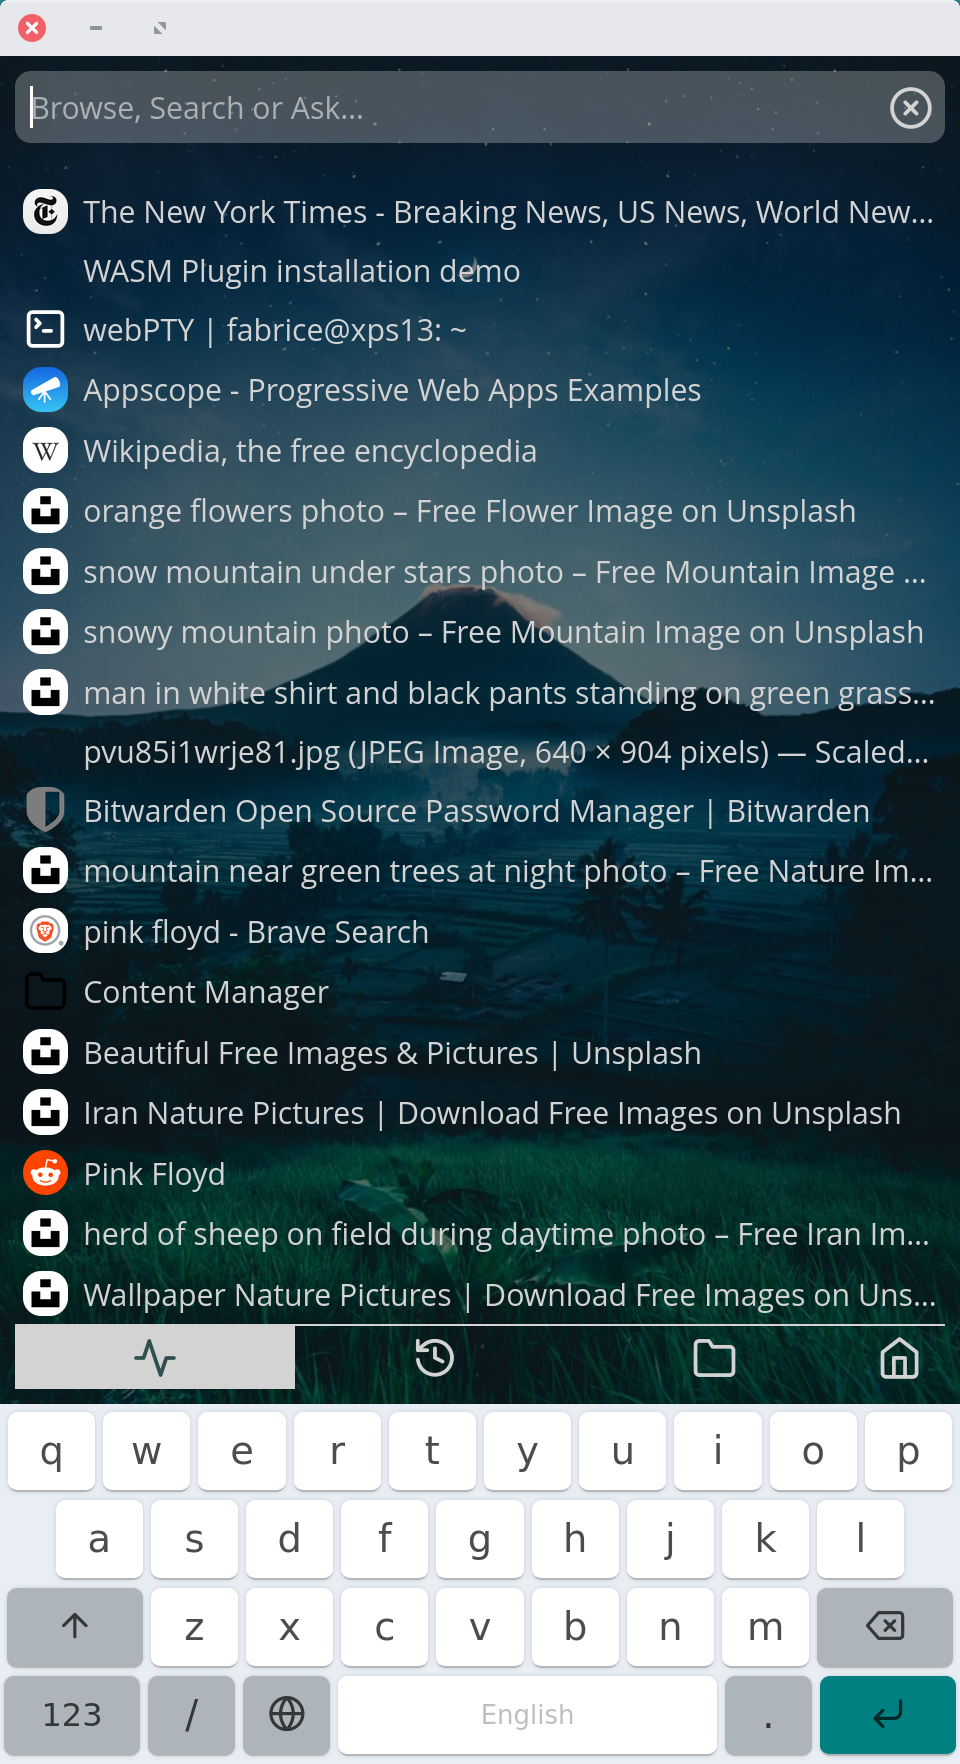 Browse, Search or Ask...
The New York Times - Breaking News, US News, World New...
WASM Plugin installation demo
webPTY | fabrice@xps13: ~
Appscope - Progressive Web Apps Examples
W Wikipedia, the free encyclopedia
orange flowers photo – Free Flower Image on Unsplash
snow mountain under stars photo – Free Mountain Image ...
snowy mountain photo – Free Mountain Image on Unsplash
man in white shirt and black pants standing on green grass...
pvu85i1wrje81.jpg (JPEG Image, 640 × 904 pixels) — Scaled...
Bitwarden Open Source Password Manager | Bitwarden
mountain near green trees at night photo – Free Nature Im...
pink floyd - Brave Search
Content Manager
Beautiful Free Images & Pictures | Unsplash
Iran Nature Pictures | Download Free Images on Unsplash
Pink Floyd
herd of sheep on field during daytime photo – Free Iran Im...
Wallpaper Nature Pictures | Download Free Images on Uns...
q w e r t y u i o p
a s d f g h j k l
z x c v b n m
123 / English .